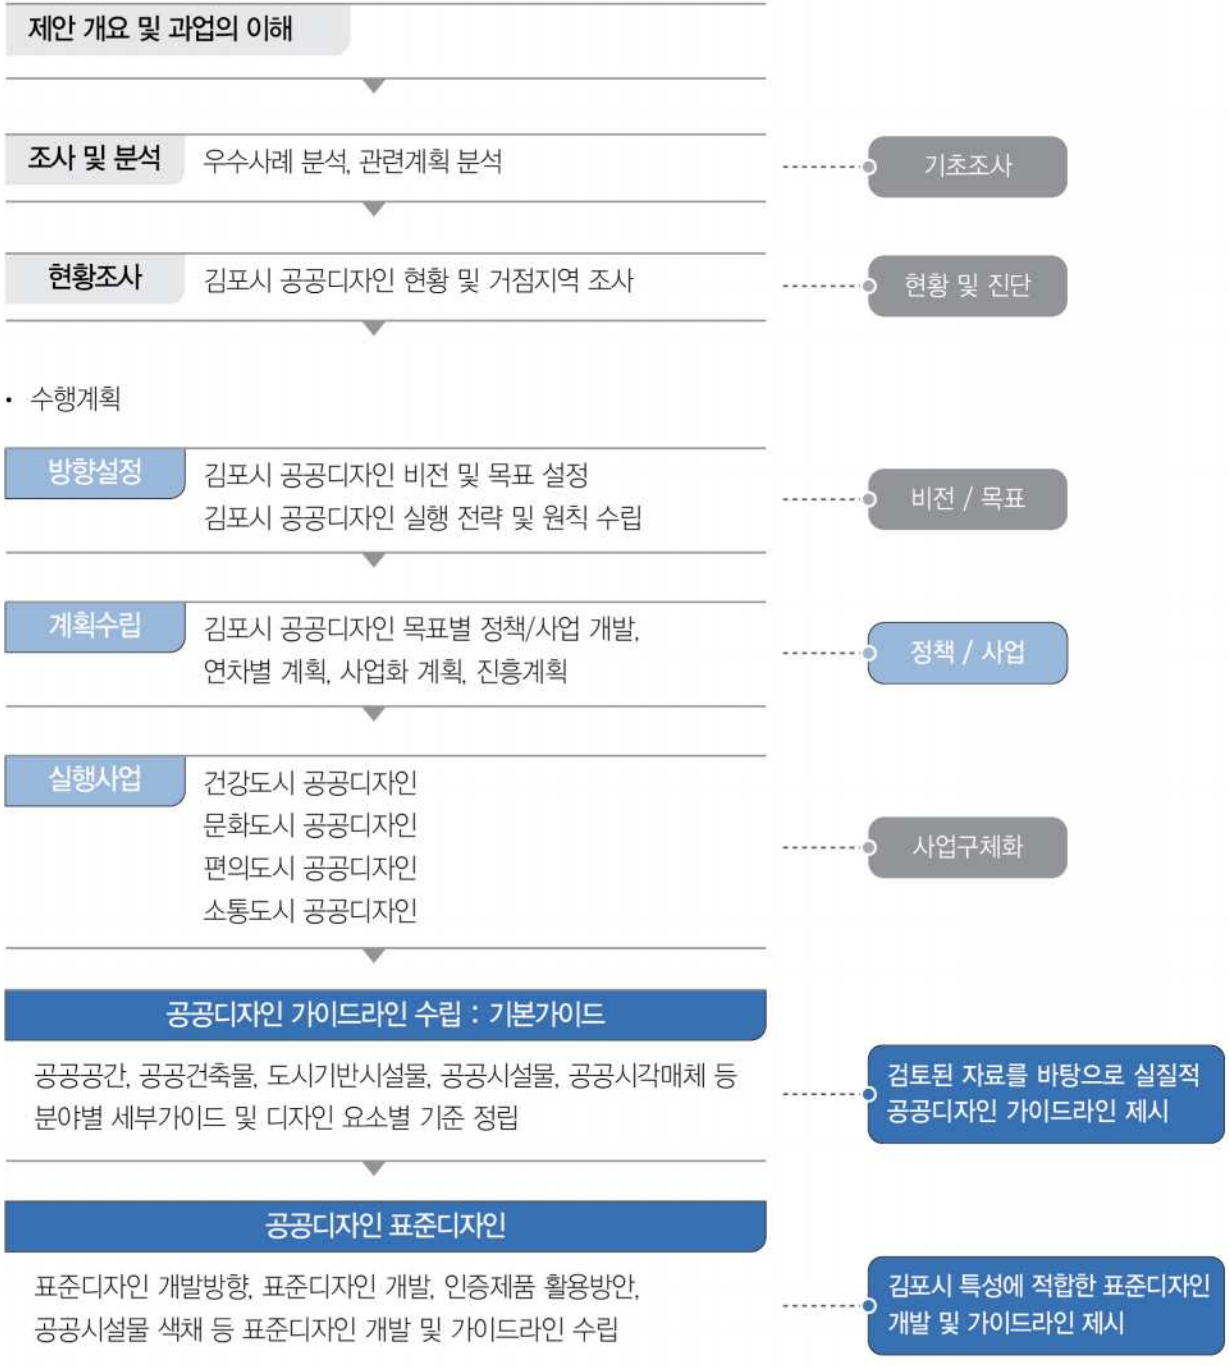 제안 개요 및 과업의 이해
조사 및 분석
우수사례 분석, 관련계획 분석
기초조사
현황조사
김포시 공공디자인 현황 및 거점지역 조사
현황 및 진단
• 수행계획
방향설정
김포시 공공디자인 비전 및 목표 설정
김포시 공공디자인 실행 전략 및 원칙 수립
비전 / 목표
계획수립
김포시 공공디자인 목표별 정책/사업 개발,
연차별 계획, 사업화 계획, 진흥계획
정책 / 사업
실행사업
건강도시 공공디자인
문화도시 공공디자인
편의도시 공공디자인
소통도시 공공디자인
사업구체화
공공디자인 가이드라인 수립 : 기본가이드
공공공간, 공공건축물, 도시기반시설물, 공공시설물, 공공시각매체 등
분야별 세부가이드 및 디자인 요소별 기준 정립
검토된 자료를 바탕으로 실질적
공공디자인 가이드라인 제시
공공디자인 표준디자인
표준디자인 개발방향, 표준디자인 개발, 인증제품 활용방안,
공공시설물 색채 등 표준디자인 개발 및 가이드라인 수립
김포시 특성에 적합한 표준디자인
개발 및 가이드라인 제시